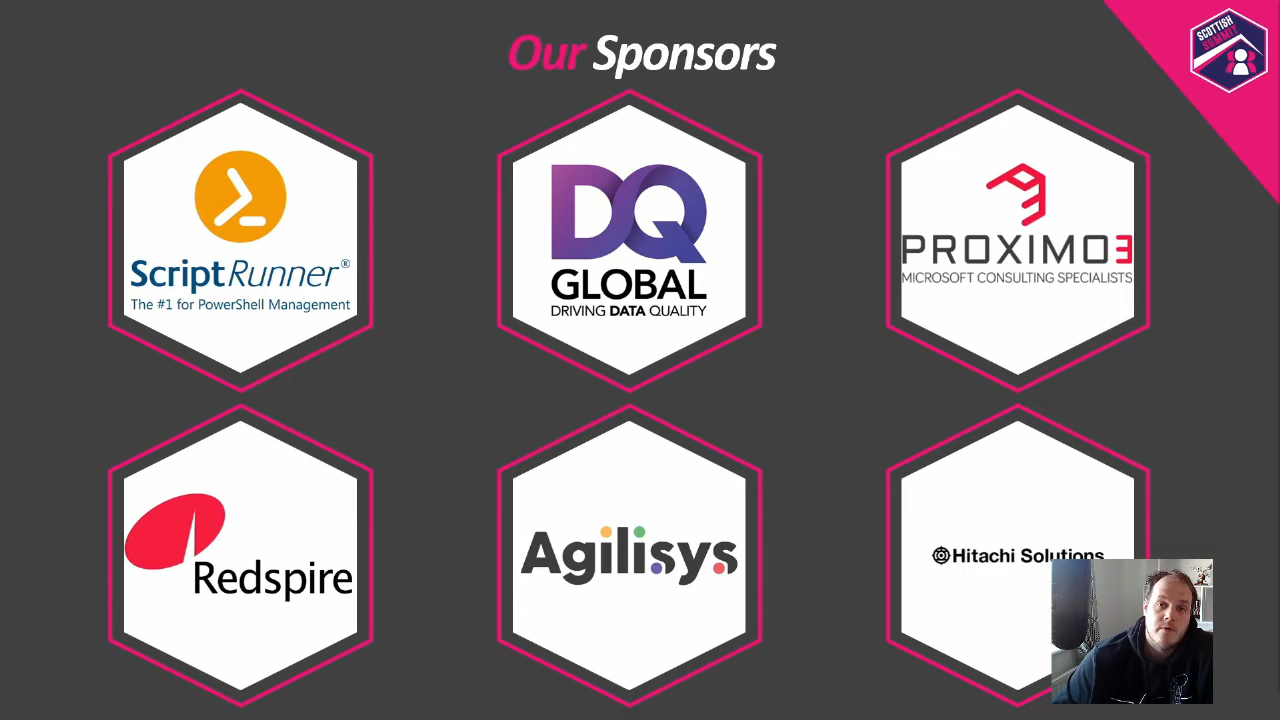 Our Sponsors
SCOTTISH
SUMMIT
ScriptRunner®
The #1 for PowerShell Management
DQ
GLOBAL
DRIVING DATA QUALITY
PROXIMO3
MICROSOFT CONSULTING SPECIALISTS
Redspire
Agilisys
Hitachi Solutions